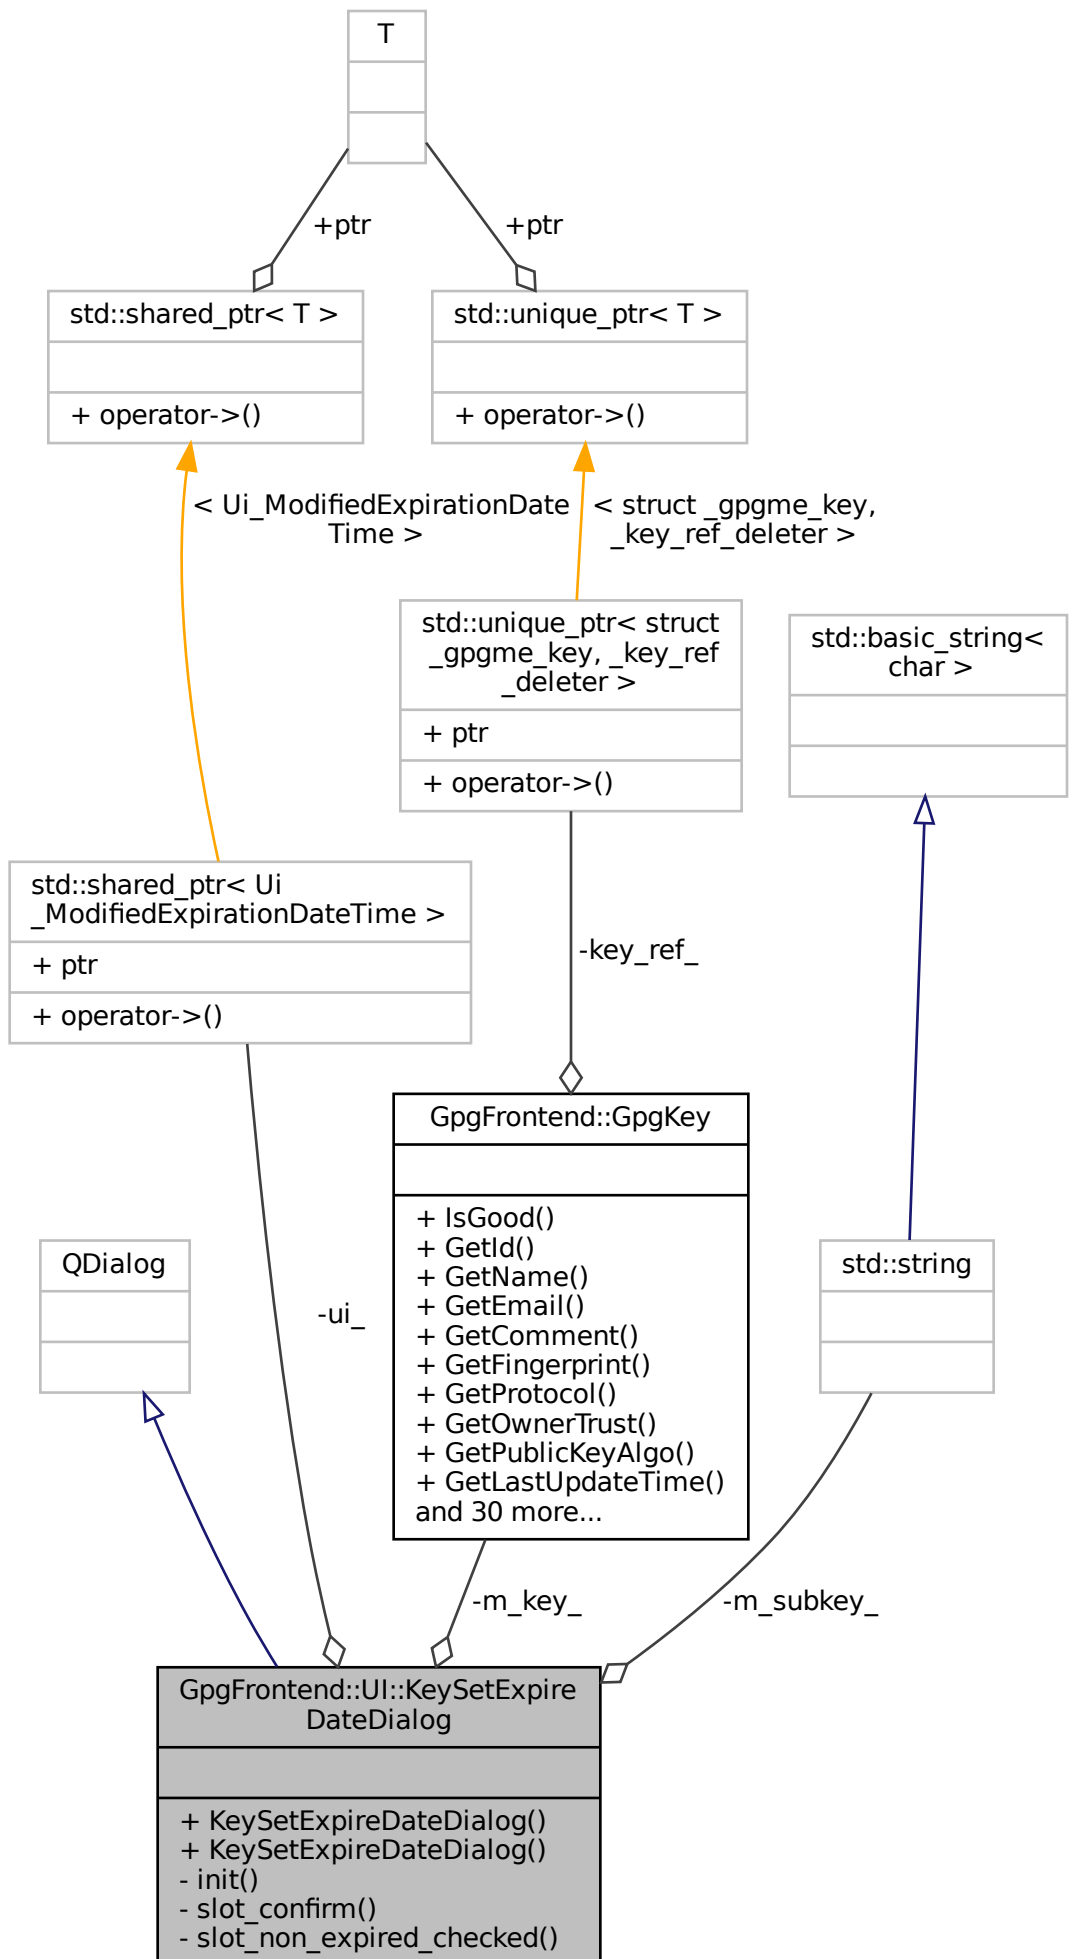 T
+ptr
+ptr
std::shared_ptr< T >
+ operator->()
std::unique_ptr< T >
+ operator->()
< Ui_ModifiedExpirationDate
Time >
< struct _gpgme_key,
_key_ref_deleter >
std::unique_ptr< struct
_gpgme_key, _key_ref
_deleter >
+ ptr
+ operator->()
std::basic_string<
char >
std::shared_ptr< Ui
_ModifiedExpirationDateTime >
+ ptr
+ operator->()
-key_ref_
GpgFrontend::GpgKey
+ IsGood()
+ GetId()
+ GetName()
+ GetEmail()
+ GetComment()
+ GetFingerprint()
+ GetProtocol()
+ GetOwnerTrust()
+ GetPublicKeyAlgo()
+ GetLastUpdateTime()
and 30 more...
QDialog
-ui_
std::string
-m_key_
-m_subkey_
GpgFrontend::UI::KeySetExpire
DateDialog
+ KeySetExpireDateDialog()
+ KeySetExpireDateDialog()
- init()
- slot_confirm()
- slot_non_expired_checked()